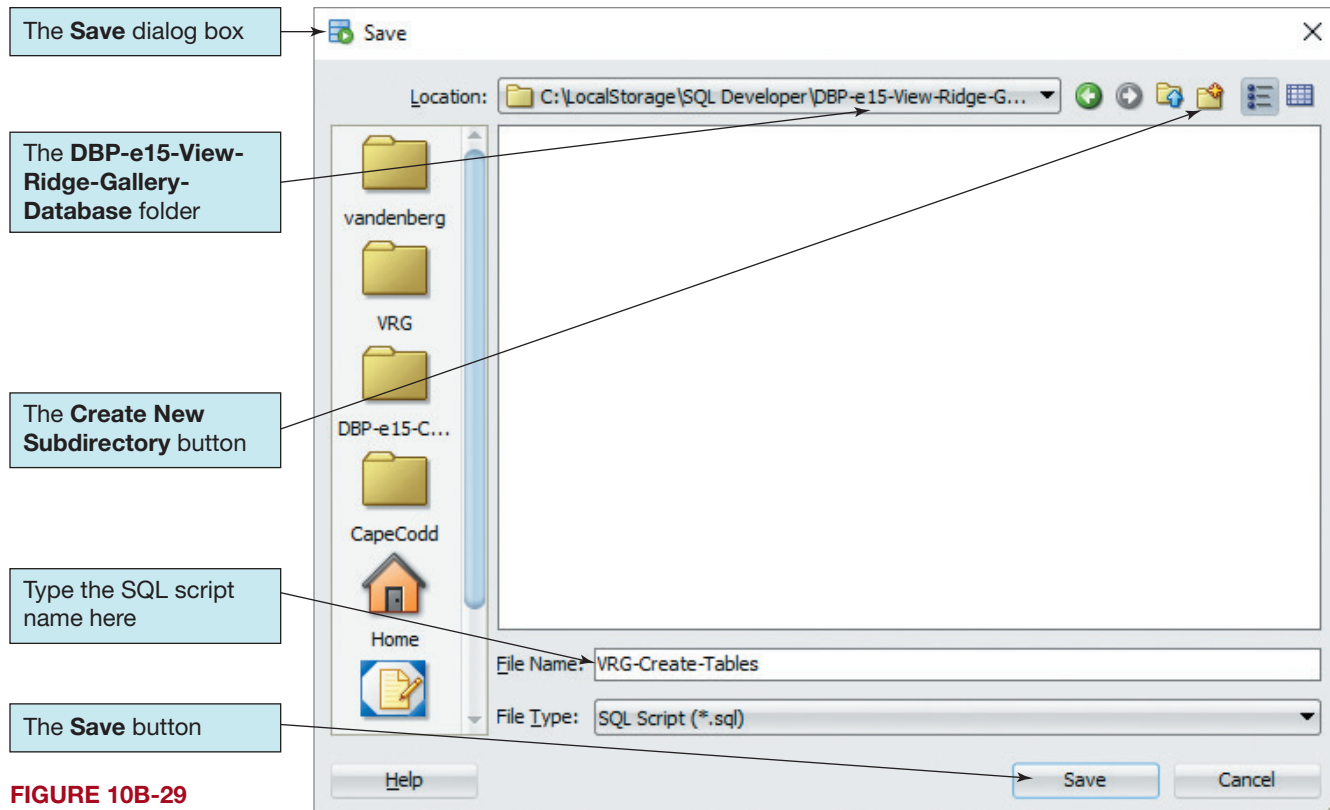 The Save dialog box
Save
Location: C:\LocalStorage\SQL Developer\DBP-e15-View-Ridge-G...
The DBP-e15-View-
Ridge-Gallery-
Database folder
vandenberg
VRG
The Create New
Subdirectory button
DBP-e15-C...
CapeCodd
Type the SQL script
name here
Home
File Name: VRG-Create-Tables
File Type: SQL Script (*.sql)
The Save button
Help
Save
Cancel
FIGURE 10B-29